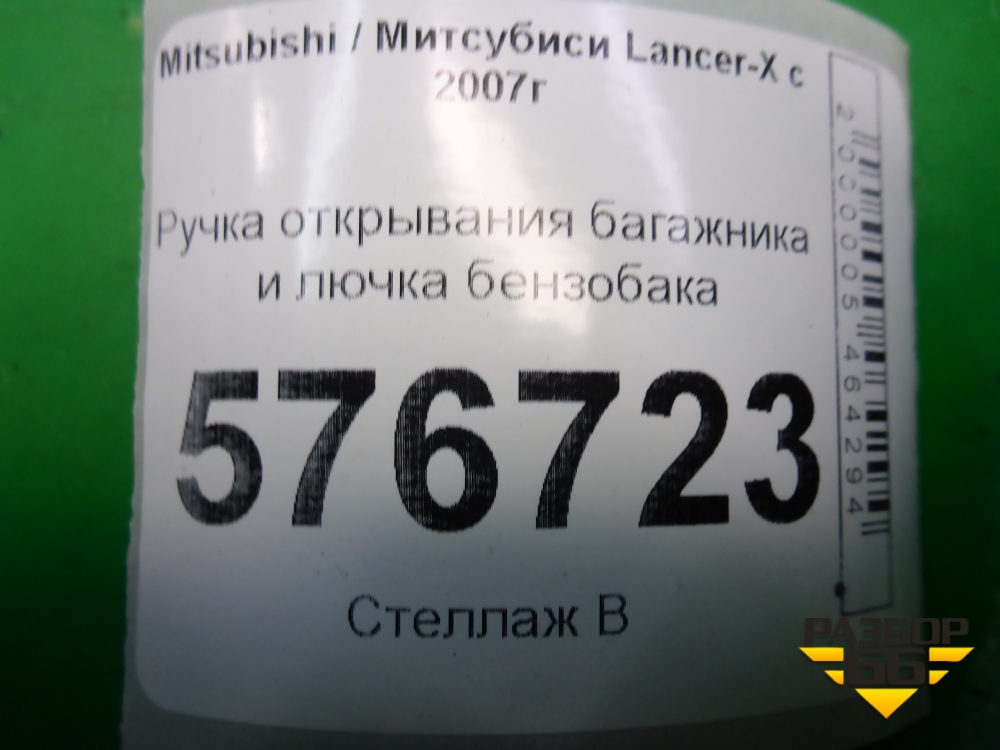 Mitsubishi / Митсубиси Lancer-X с
2007г
Ручка открывания багажника
и лючка бензобака
576723
Стеллаж В
2000005464294
РАЗБОР
66